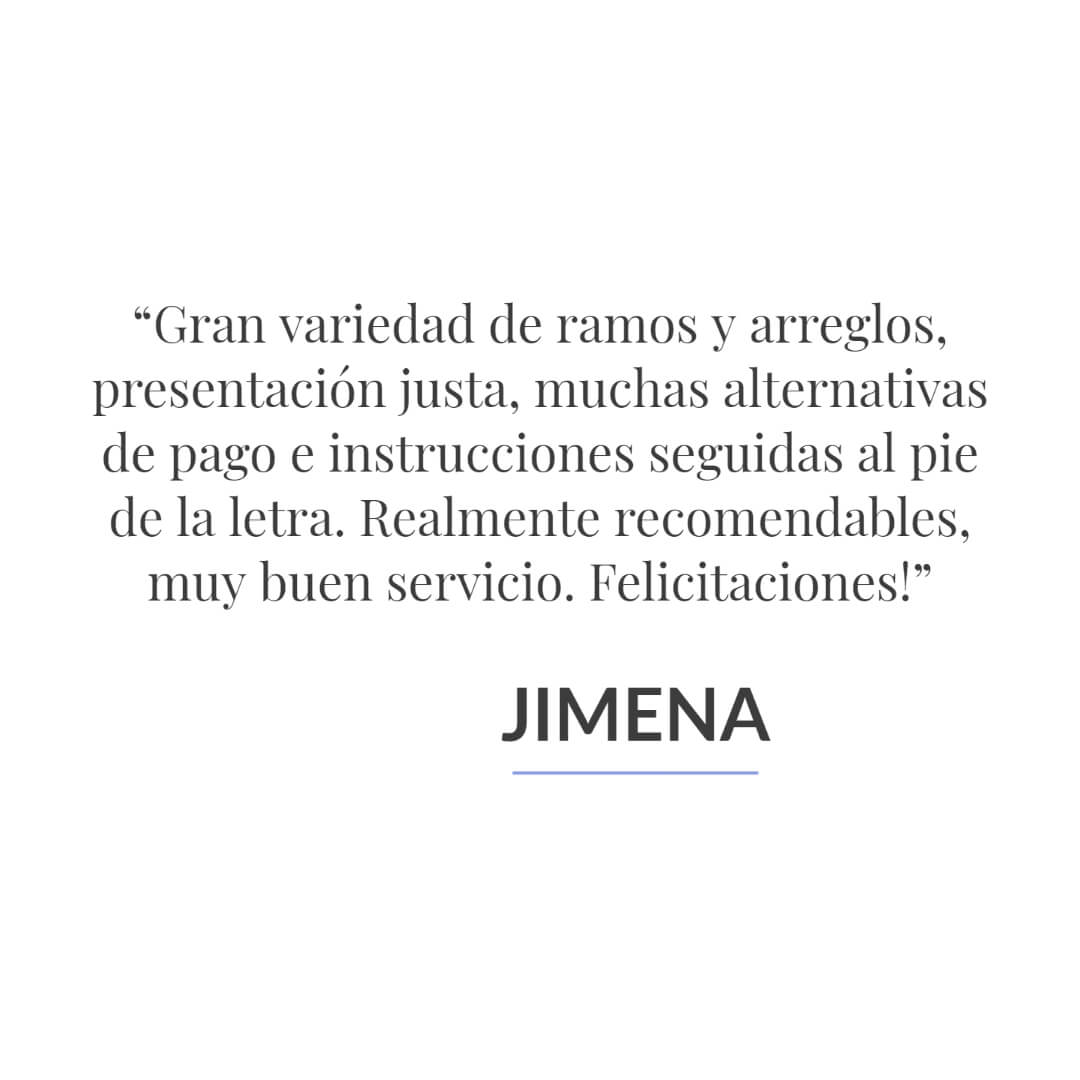 “Gran variedad de ramos y arreglos,
presentación justa, muchas alternativas
de pago e instrucciones seguidas al pie
de la letra. Realmente recomendables,
muy buen servicio. Felicitaciones!”
JIMENA